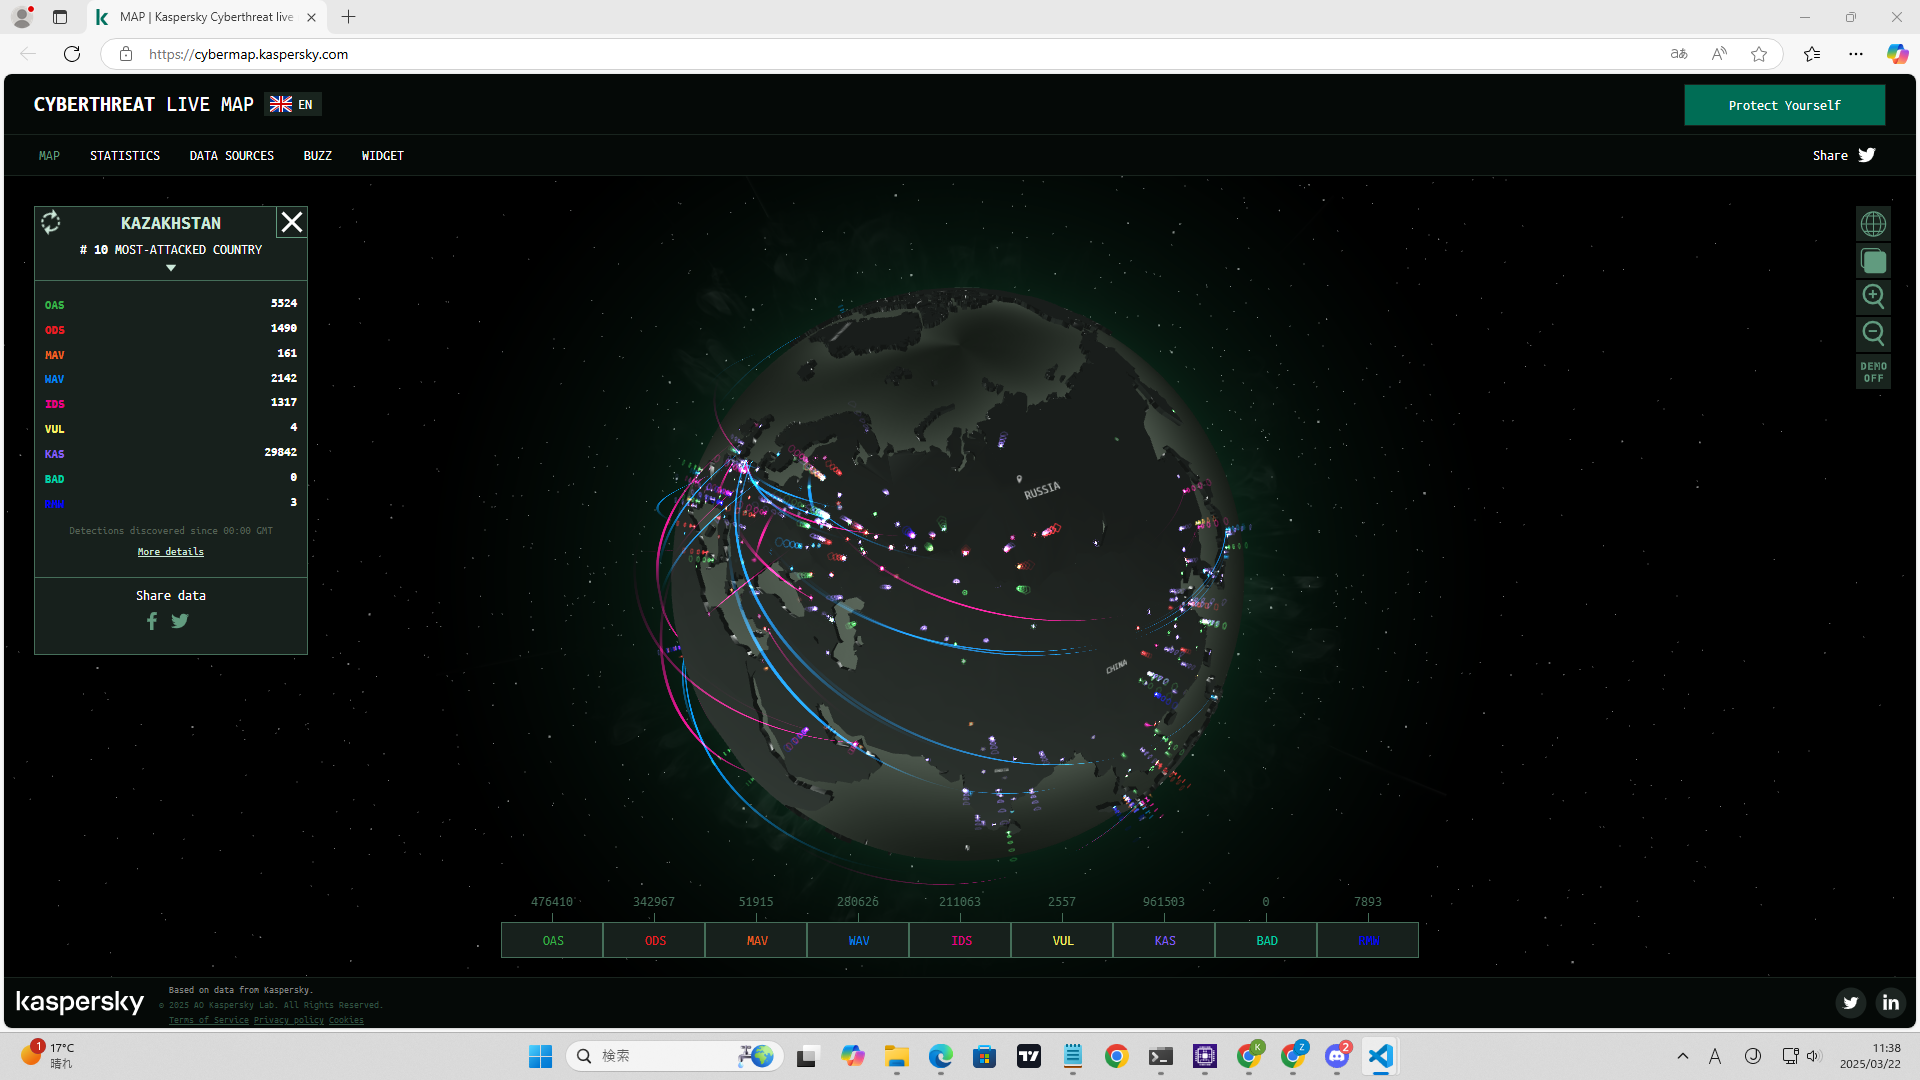 MAP | Kaspersky Cyberthreat live
https://cybermap.kaspersky.com
CYBERTHREAT LIVE MAP EN
Protect Yourself
MAP STATISTICS DATA SOURCES BUZZ WIDGET
Share
KAZAKHSTAN
# 10 MOST-ATTACKED COUNTRY
OAS 5524
ODS 1490
MAV 161
WAV 2142
IDS 1317
VUL 4
KAS 29842
BAD 0
RMW 3
Detections discovered since 00:00 GMT
More details
Share data
DEMO
OFF
RUSSIA
CHINA
476410 342967 51915 280626 211063 2557 961503 0 7893
OAS ODS MAV WAV IDS VUL KAS BAD RMW
kaspersky
Based on data from Kaspersky.
© 2025 AO Kaspersky Lab. All Rights Reserved.
Terms of Service Privacy policy Cookies
1
17°C
晴れ
検索
K
Z
2
A
11:38
2025/03/22